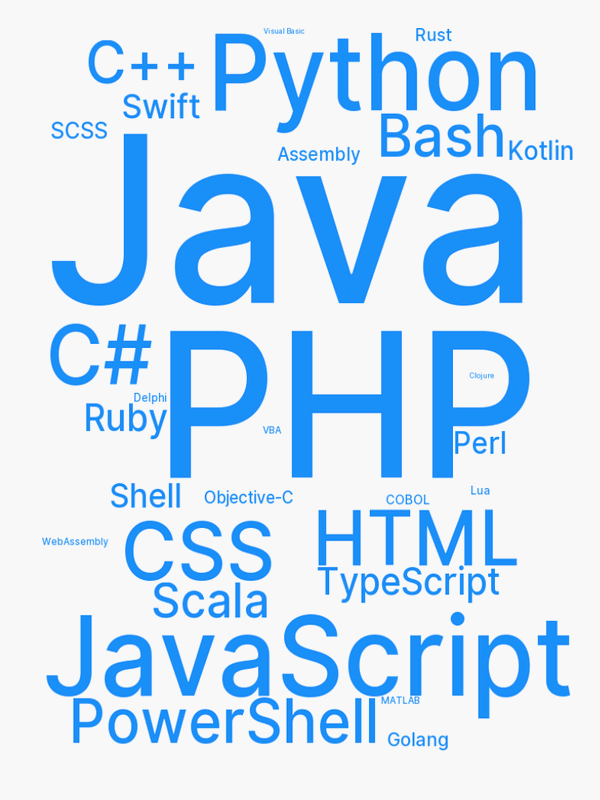 Visual Basic
Rust
C++
Python
Swift
SCSS
Bash
Assembly
Kotlin
Java
C#
PHP
Clojure
Delphi
Ruby
VBA
Perl
Shell
Objective-C
COBOL
Lua
WebAssembly
CSS
HTML
TypeScript
Scala
JavaScript
PowerShell
MATLAB
Golang